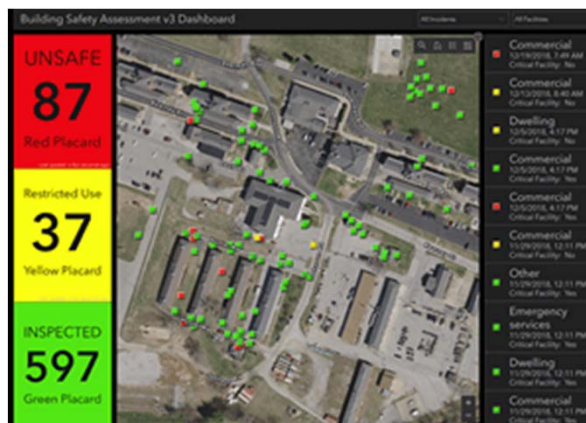 Building Safety Assessment v3 Dashboard
All Incidents
All Facilities
UNSAFE
87
Red Placard
Restricted Use
37
Yellow Placard
INSPECTED
597
Green Placard
Commercial
12/19/2018, 7:49 AM
Critical Facility: No
Commercial
12/13/2018, 8:40 AM
Critical Facility: No
Dwelling
12/5/2018, 4:17 PM
Critical Facility: No
Commercial
12/5/2018, 4:17 PM
Critical Facility: Yes
Commercial
12/5/2018, 4:17 PM
Critical Facility: Yes
Commercial
11/29/2018, 12:11 PM
Critical Facility: No
Other
11/29/2018, 12:11 PM
Critical Facility: Yes
Emergency
services
11/29/2018, 12:11 PM
Critical Facility: Yes
Dwelling
11/29/2018, 12:11 PM
Critical Facility: Yes
Commercial
11/29/2018, 12:11 PM
Critical Facility: Yes